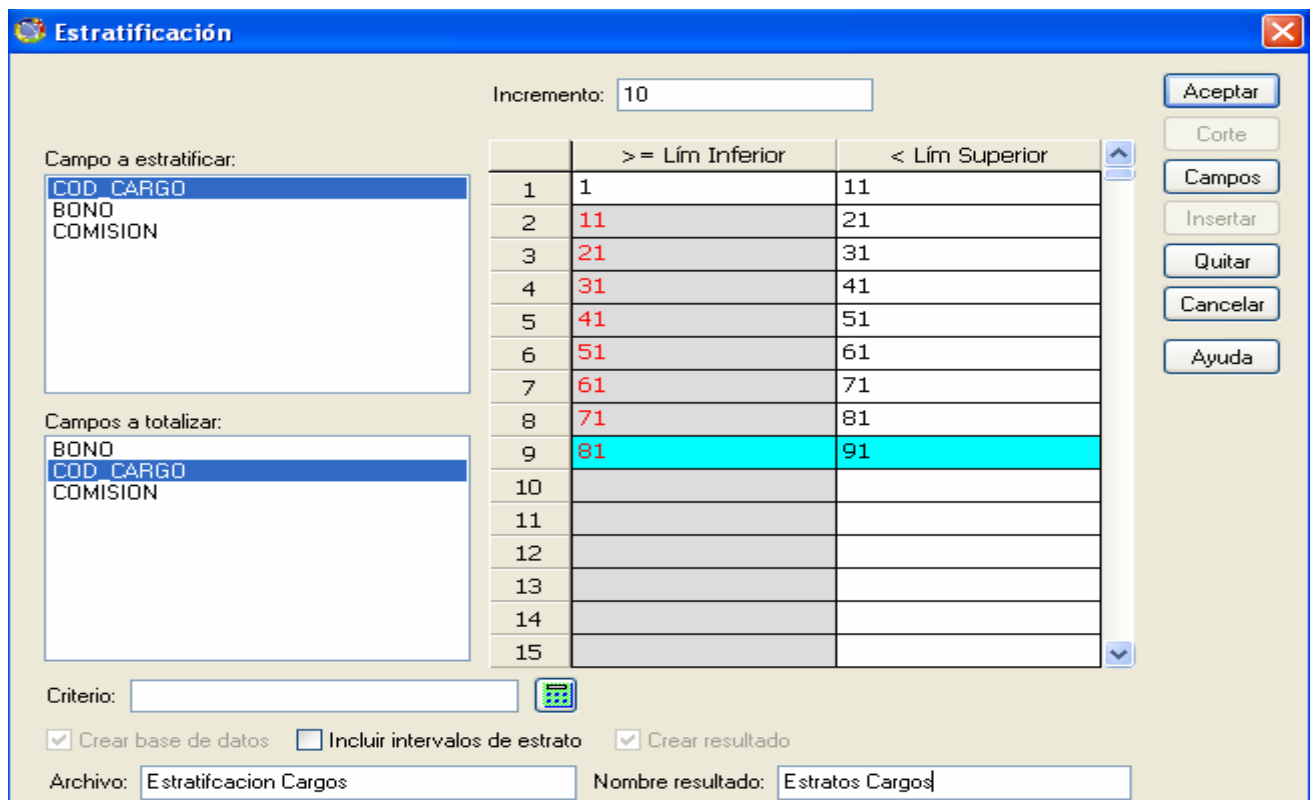 Estratificación
Incremento: 10
Aceptar
Corte
Campos
Insertar
Quitar
Cancelar
Ayuda
Campo a estratificar:
COD_CARGO
BONO
COMISION
Campos a totalizar:
BONO
COD_CARGO
COMISION
>= Lím Inferior < Lím Superior
1 1 11
2 11 21
3 21 31
4 31 41
5 41 51
6 51 61
7 61 71
8 71 81
9 81 91
10
11
12
13
14
15
Criterio:
Crear base de datos Incluir intervalos de estrato Crear resultado
Archivo: Estratifcacion Cargos Nombre resultado: Estratos Cargos